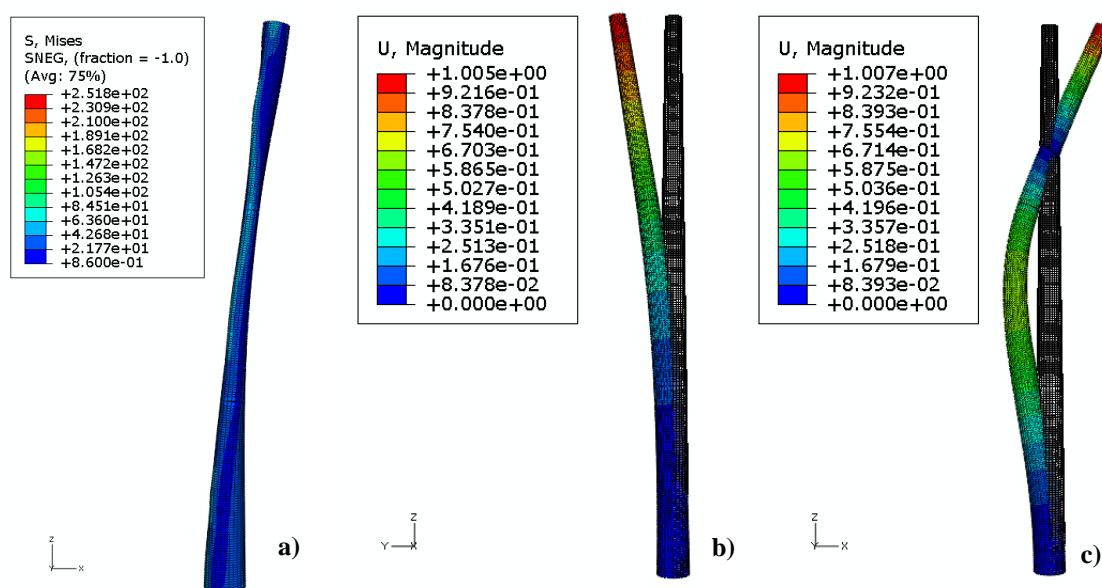 S, Mises
SNEG, (fraction = -1.0)
(Avg: 75%)
+2.518e+02
+2.309e+02
+2.100e+02
+1.891e+02
+1.682e+02
+1.472e+02
+1.263e+02
+1.054e+02
+8.451e+01
+6.360e+01
+4.268e+01
+2.177e+01
+8.600e-01
Z
Y
X
a)
U, Magnitude
+1.005e+00
+9.216e-01
+8.378e-01
+7.540e-01
+6.703e-01
+5.865e-01
+5.027e-01
+4.189e-01
+3.351e-01
+2.513e-01
+1.676e-01
+8.378e-02
+0.000e+00
Z
Y
X
b)
U, Magnitude
+1.007e+00
+9.232e-01
+8.393e-01
+7.554e-01
+6.714e-01
+5.875e-01
+5.036e-01
+4.196e-01
+3.357e-01
+2.518e-01
+1.679e-01
+8.393e-02
+0.000e+00
Z
Y
X
c)